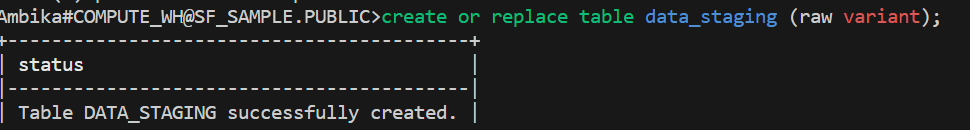 Ambika#COMPUTE_WH@SF_SAMPLE.PUBLIC>create or replace table data_staging (raw variant);
+-------------------------------------------+
| status                                    |
|-------------------------------------------|
| Table DATA_STAGING successfully created.  |